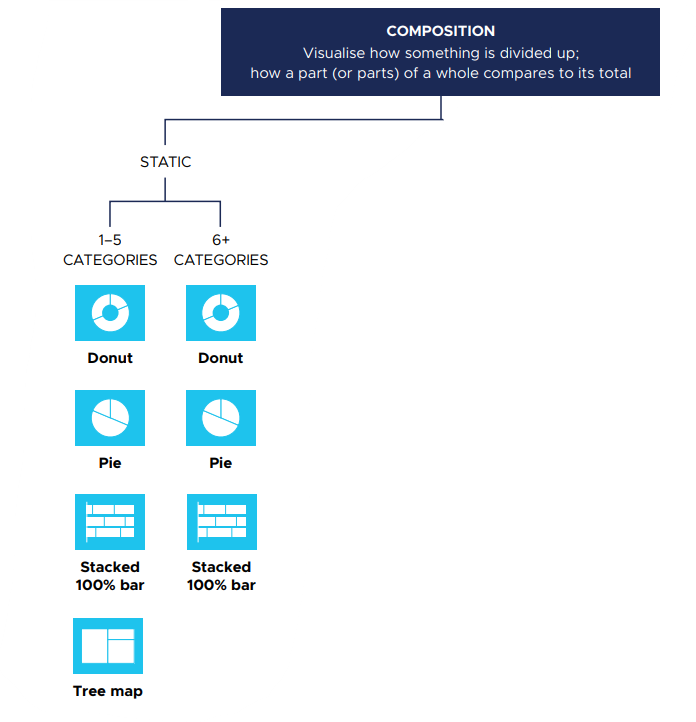 COMPOSITION
Visualise how something is divided up;
how a part (or parts) of a whole compares to its total
STATIC
1–5
CATEGORIES
6+
CATEGORIES
Donut
Donut
Pie
Pie
Stacked
100% bar
Stacked
100% bar
Tree map